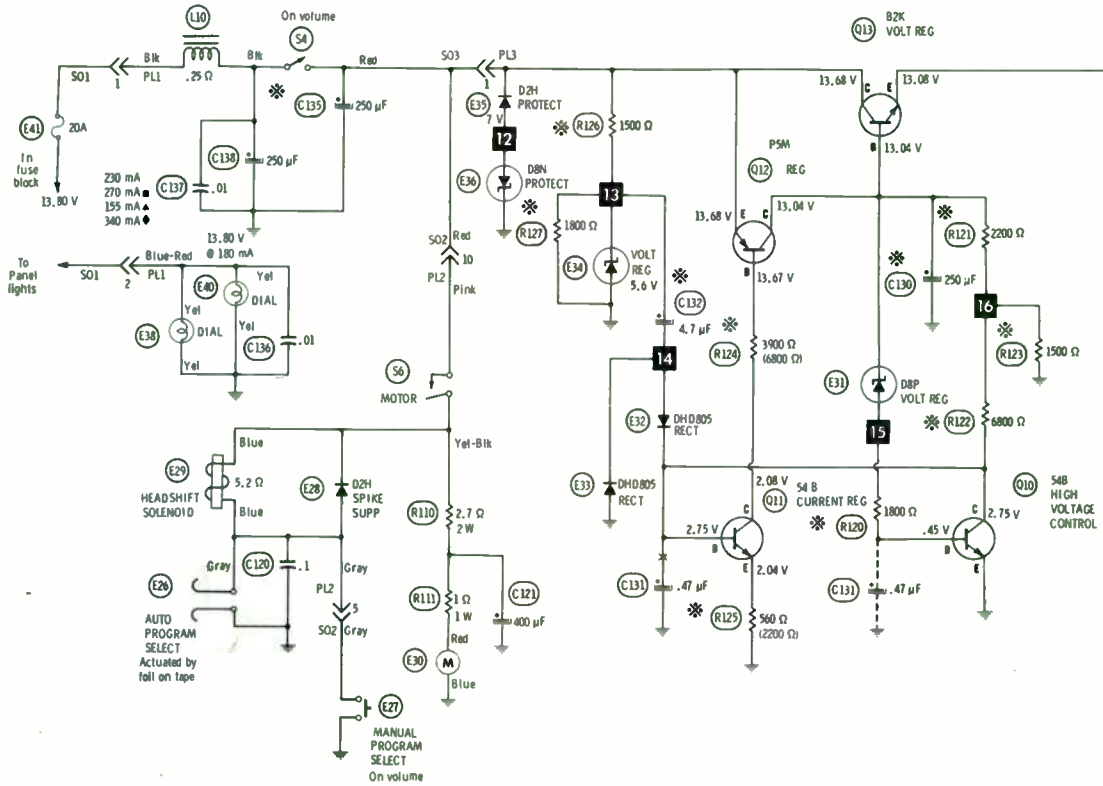 L10
Blk
Blk
.25 Ω
SO1
1
PL1
On volume
S4
Red
※
C135
250 µF
E41
20A
In
fuse
block
13.80 V
C138
250 µF
C137
.01
230 mA
270 mA■
155 mA▲
340 mA◆
13.80 V
@ 180 mA
To
Panel
lights
SO1
2
Blue-Red
PL1
E40
Yel
DIAL
Yel
E38
Yel
DIAL
Yel
C136
.01
SO3
1
PL3
E35
D2H
PROTECT
7 V
12
E36
D8N
PROTECT
※
R126
1500 Ω
13
※
R127
1800 Ω
E34
VOLT
REG
5.6 V
※
C132
4.7 µF
14
E32
DHD805
RECT
E33
DHD805
RECT
SO2
Red
10
PL2
Pink
S6
MOTOR
Yel-Blk
Blue
E29
HEADSHIFT
SOLENOID
5.2 Ω
Blue
E28
D2H
SPIKE
SUPP
R110
2.7 Ω
2 W
R111
1 Ω
1 W
Red
C121
400 µF
E30
M
Blue
E26
Gray
C120
.1
Gray
PL2
5
SO2
Gray
AUTO
PROGRAM
SELECT
Actuated by
foil on tape
E27
MANUAL
PROGRAM
SELECT
On volume
Q13
B2K
VOLT REG
13.68 V
C
E
13.08 V
B
13.04 V
P5M
Q12
REG
13.68 V
E
C
13.04 V
B
13.67 V
※
R124
3900 Ω
(6800 Ω)
※
R121
2200 Ω
※
C130
250 µF
16
※
R123
1500 Ω
E31
D8P
VOLT REG
15
※
R122
6800 Ω
2.08 V
C
Q11
54 B
CURRENT REG
2.75 V
B
E
2.04 V
C131
.47 µF
※
R125
560 Ω
(2200 Ω)
※
R120
1800 Ω
.45 V
B
C
E
2.75 V
Q10
54B
HIGH
VOLTAGE
CONTROL
C131
.47 µF